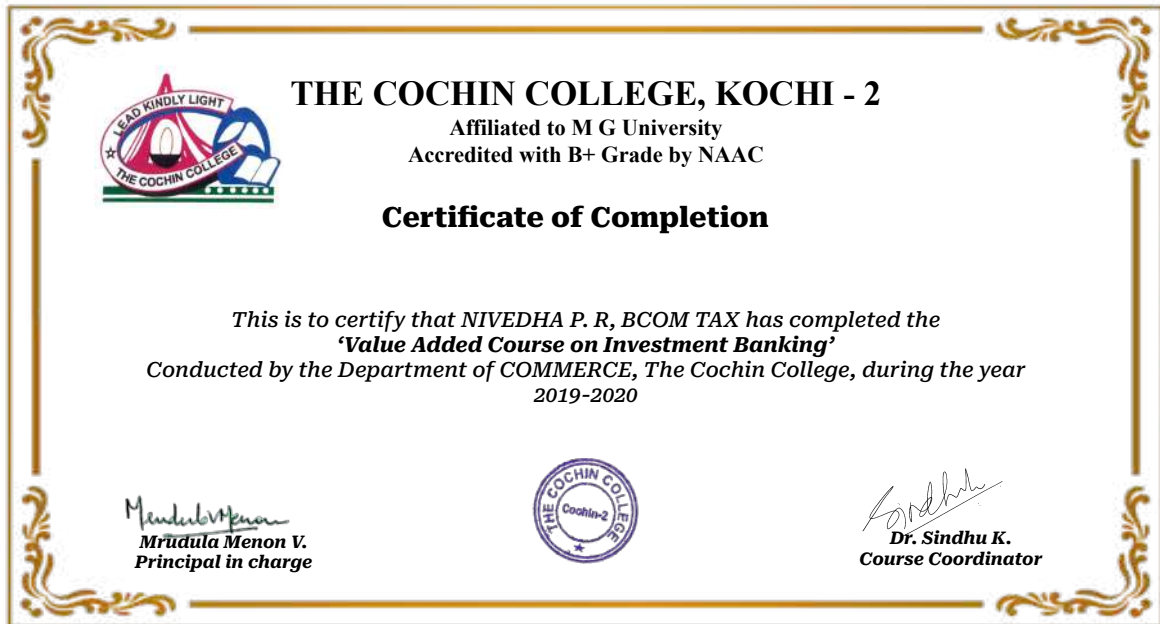 LEAD KINDLY LIGHT
THE COCHIN COLLEGE
THE COCHIN COLLEGE, KOCHI - 2
Affiliated to M G University
Accredited with B+ Grade by NAAC
Certificate of Completion
This is to certify that NIVEDHA P. R, BCOM TAX has completed the
‘Value Added Course on Investment Banking’
Conducted by the Department of COMMERCE, The Cochin College, during the year
2019-2020
THE COCHIN COLLEGE
Cochin-2
Sindhu
Mrudula Menon V.
Principal in charge
Dr. Sindhu K.
Course Coordinator